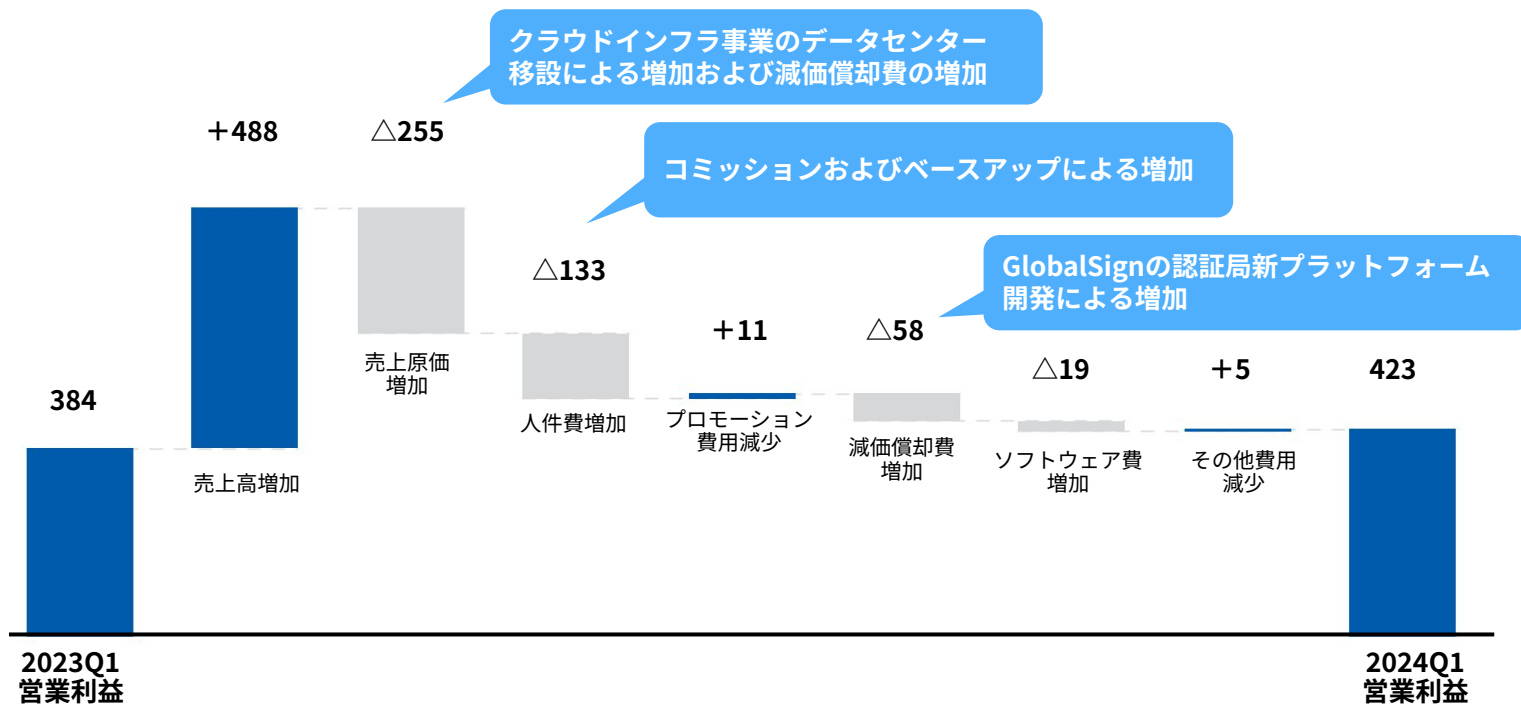 クラウドインフラ事業のデータセンター
移設による増加および減価償却費の増加
＋488
△255
コミッションおよびベースアップによる増加
△133
GlobalSignの認証局新プラットフォーム
開発による増加
＋11
△58
△19
＋5
423
384
売上原価
増加
人件費増加
プロモーション
費用減少
減価償却費
増加
ソフトウェア費
増加
その他費用
減少
売上高増加
2023Q1
営業利益
2024Q1
営業利益